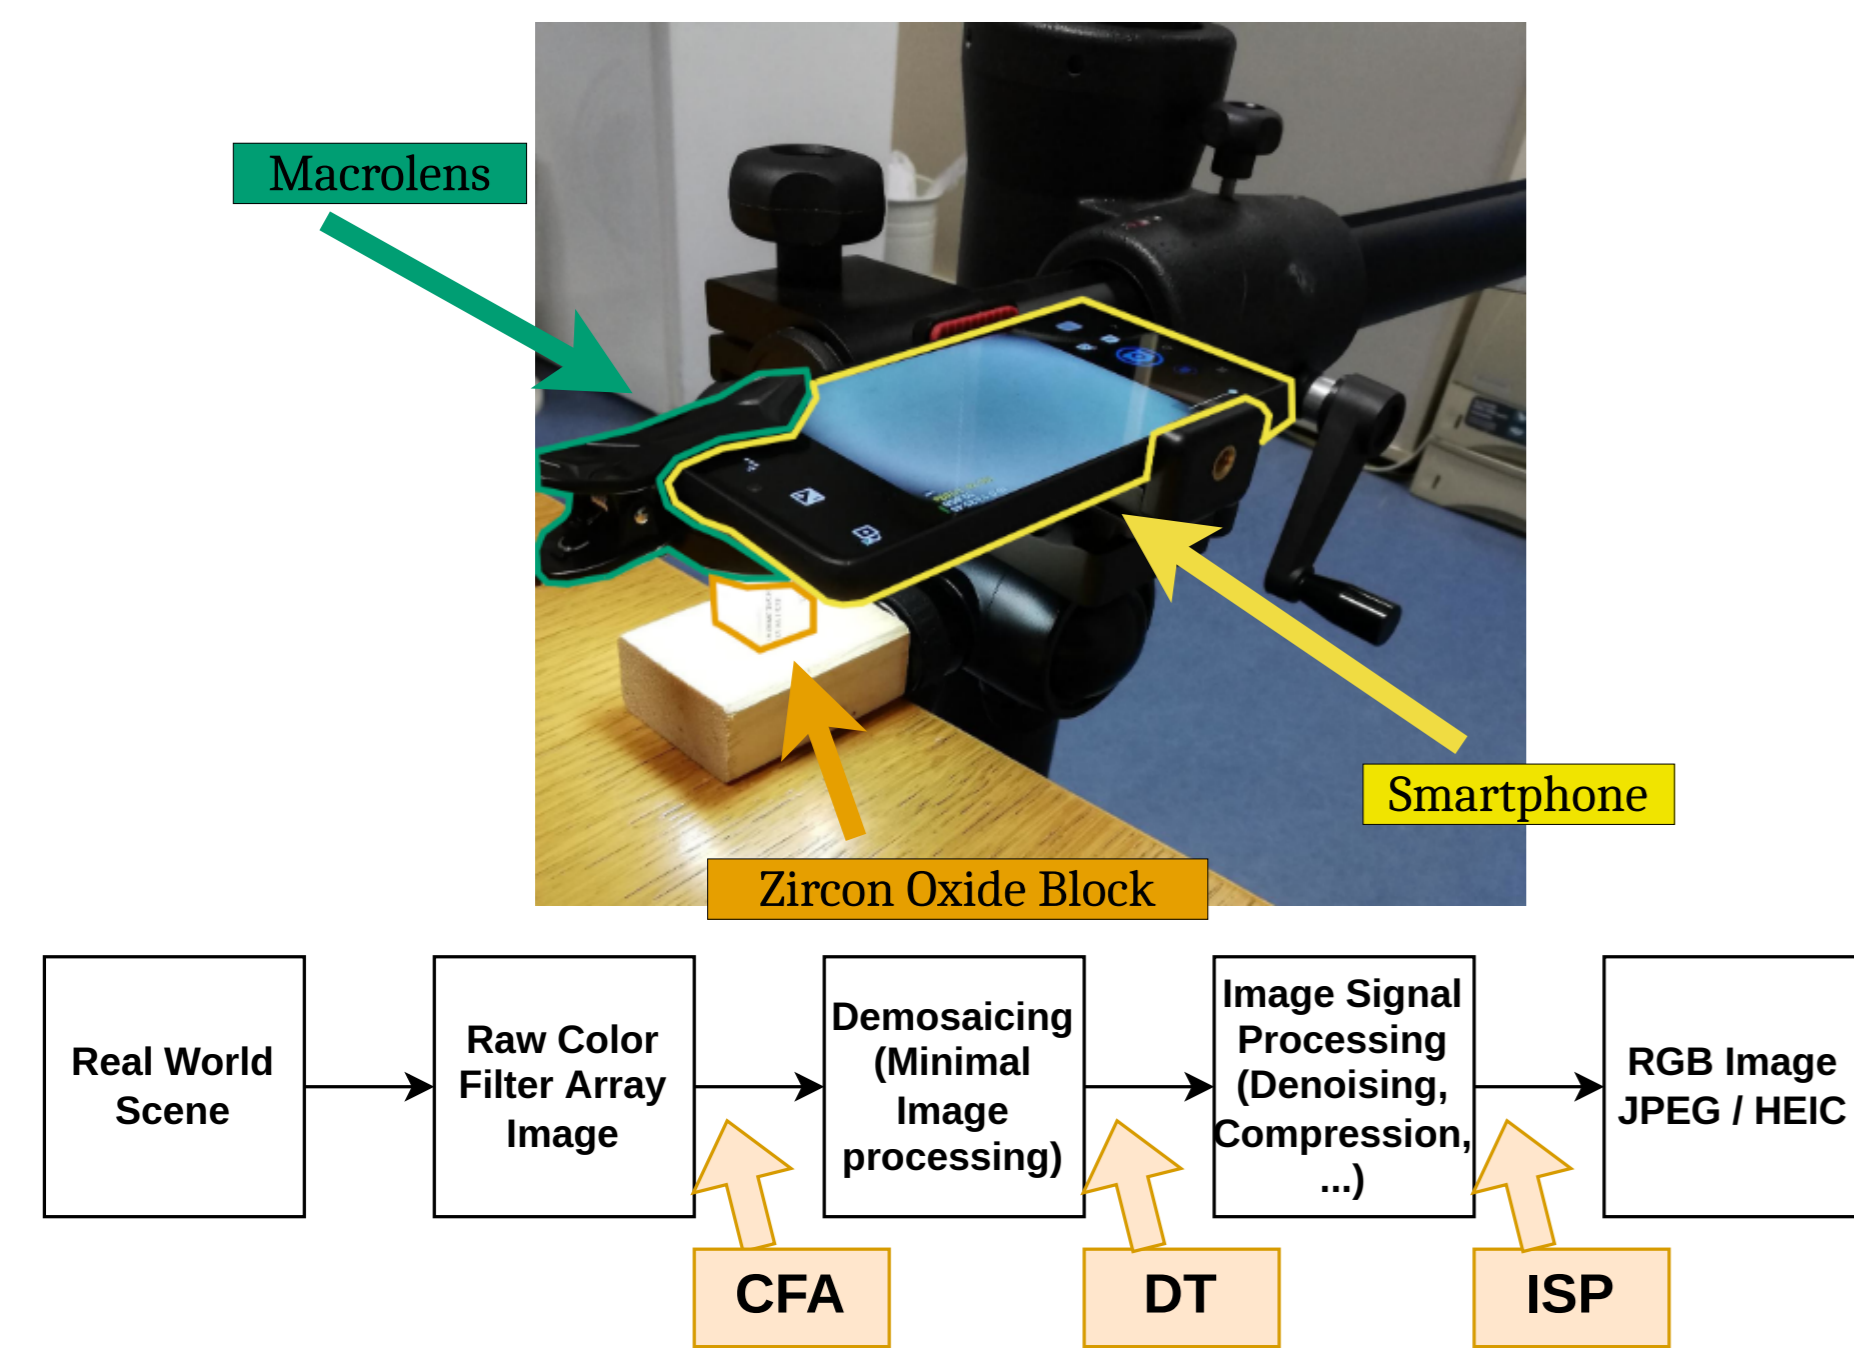 Macrolens
Smartphone
Zircon Oxide Block
Real World
Scene
Raw Color
Filter Array
Image
Demosaicing
(Minimal
Image
processing)
Image Signal
Processing
(Denoising,
Compression,
...)
RGB Image
JPEG / HEIC
CFA
DT
ISP